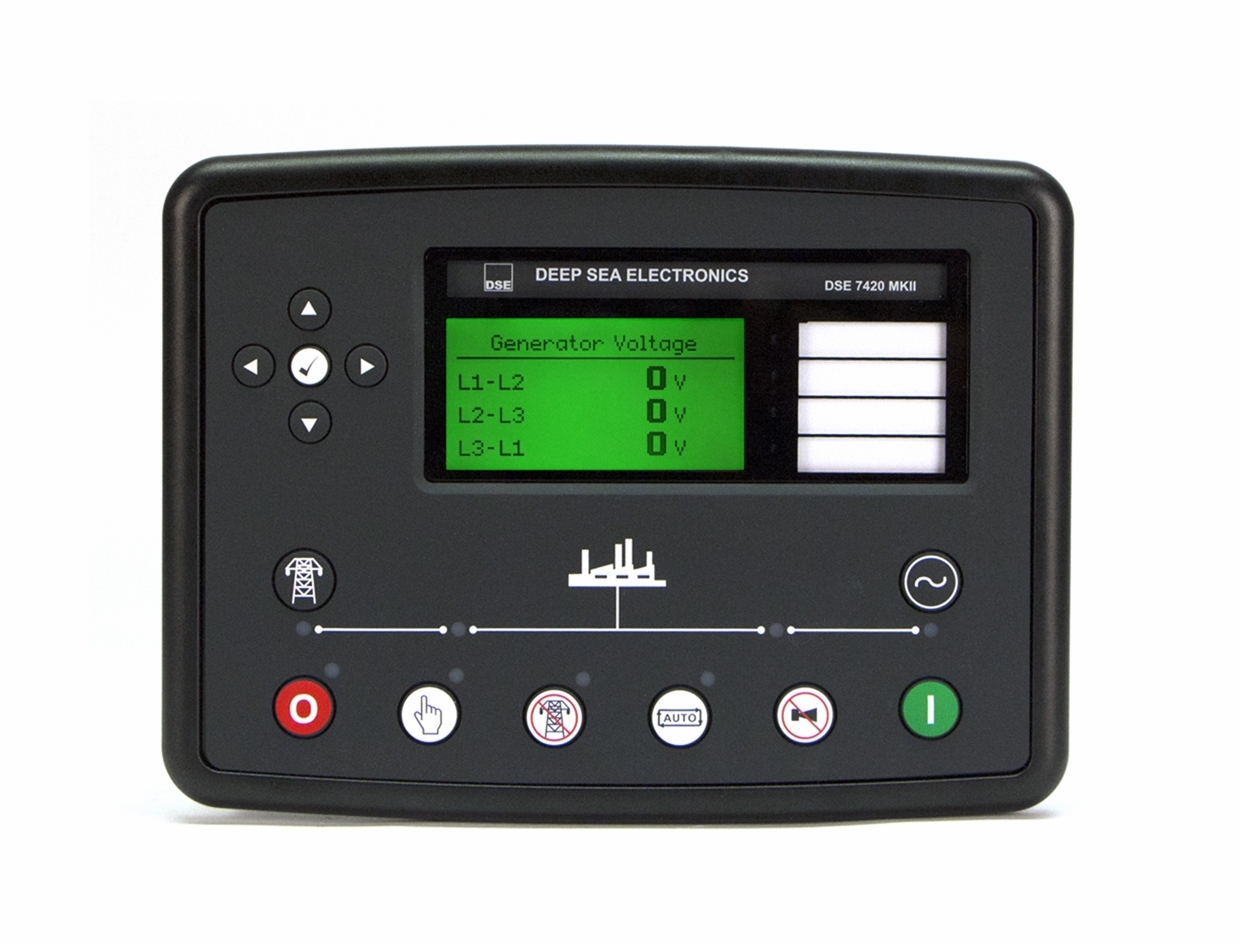 DSE
DEEP SEA ELECTRONICS
DSE 7420 MKII
Generator Voltage
L1-L2 0 V
L2-L3 0 V
L3-L1 0 V
O
AUTO
I